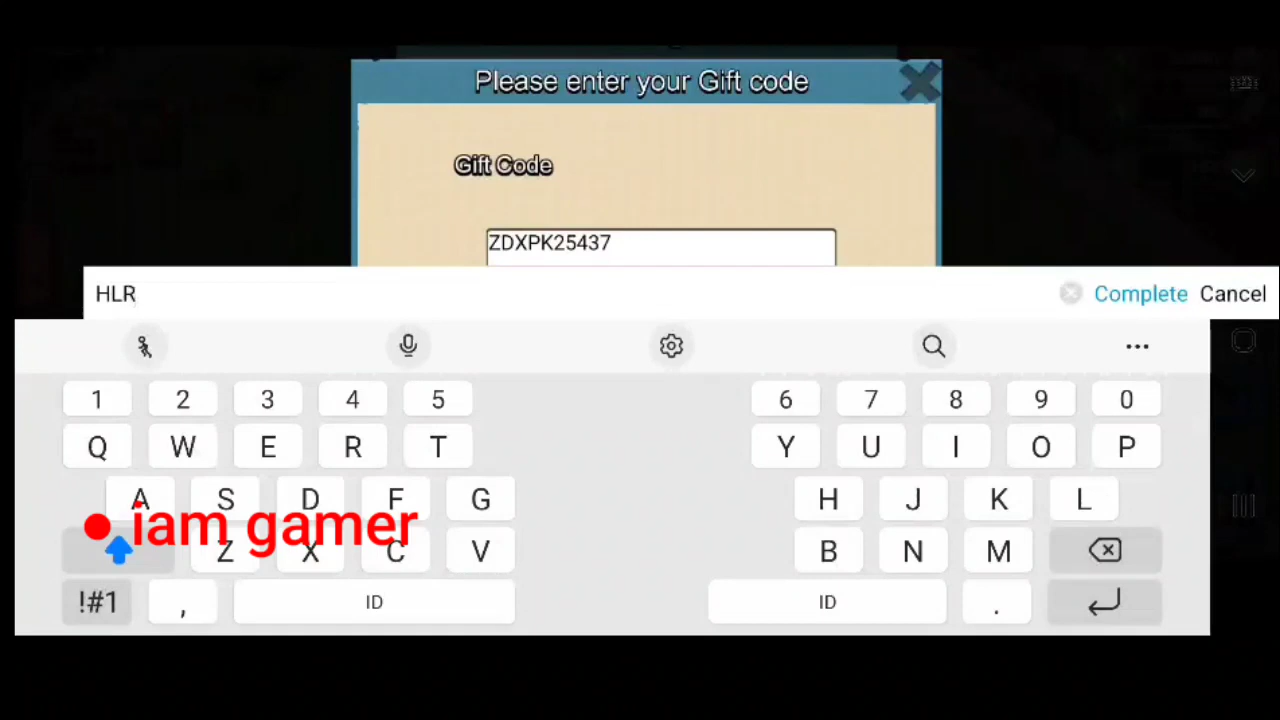 Please enter your Gift code
Gift Code
ZDXPK25437
HLR
Complete Cancel
1 2 3 4 5 6 7 8 9 0
Q W E R T Y U I O P
A S D F G H J K L
iam gamer
Z X C V B N M
!#1 , ID ID .